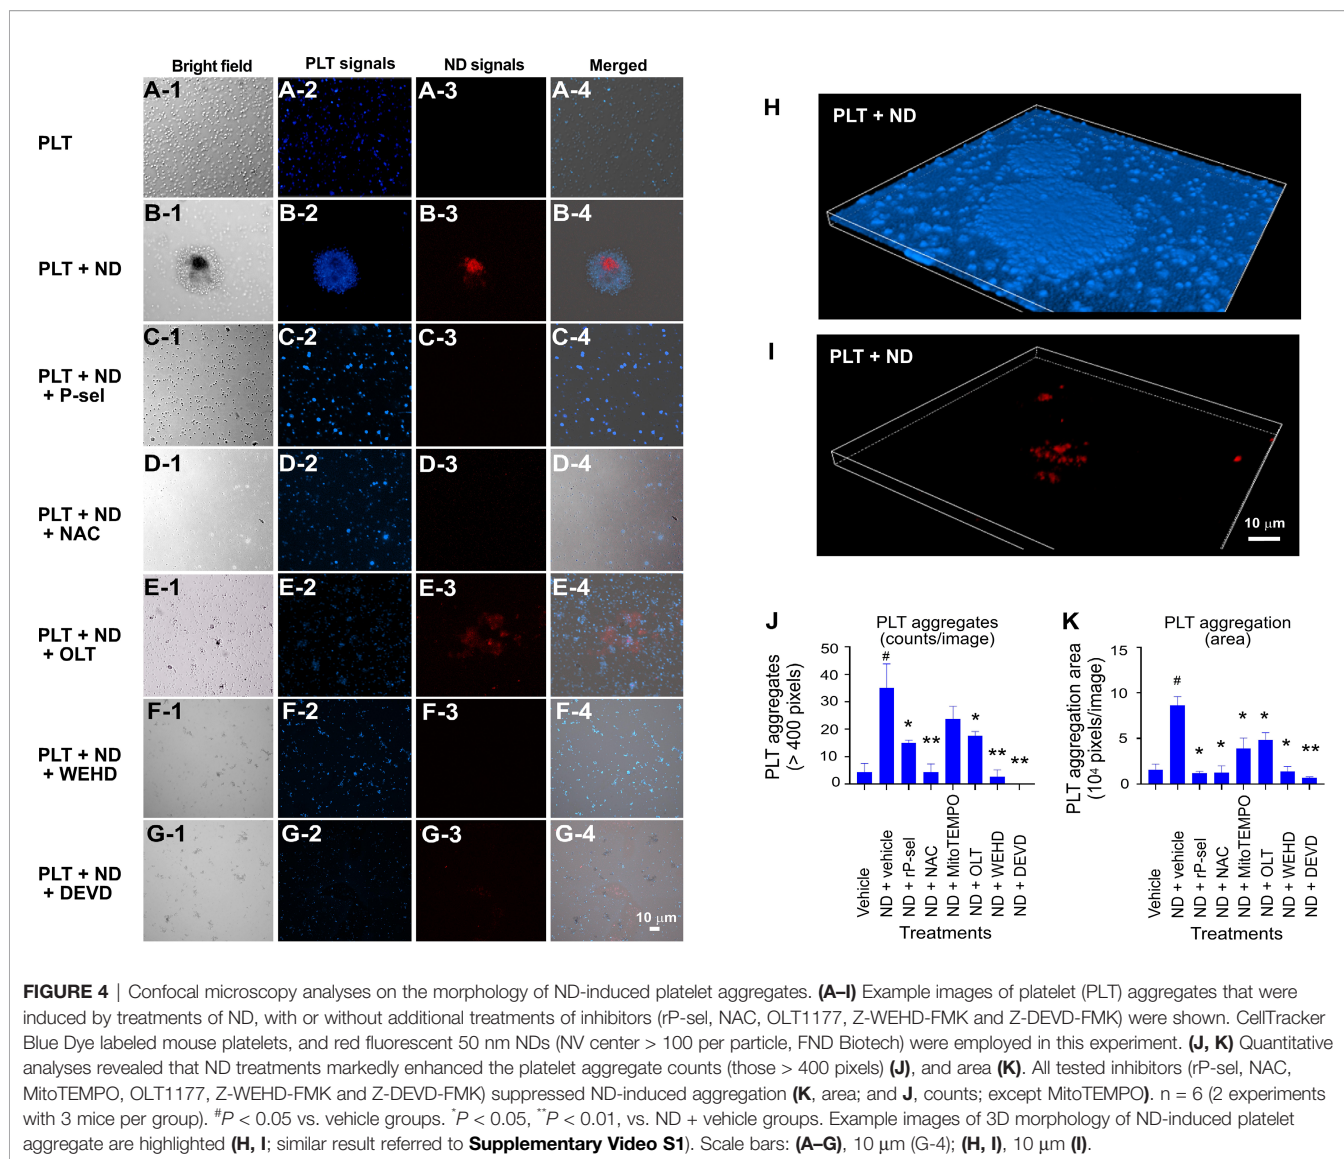 Bright field PLT signals ND signals Merged
A-1 A-2 A-3 A-4
PLT
B-1 B-2 B-3 B-4
PLT + ND
C-1 C-2 C-3 C-4
PLT + ND
+ P-sel
D-1 D-2 D-3 D-4
PLT + ND
+ NAC
E-1 E-2 E-3 E-4
PLT + ND
+ OLT
F-1 F-2 F-3 F-4
PLT + ND
+ WEHD
G-1 G-2 G-3 G-4
PLT + ND
+ DEVD
10 μm
H
PLT + ND
I
PLT + ND
10 μm
J
PLT aggregates
(counts/image)
PLT aggregates
(> 400 pixels)
50
40
30
20
10
0
#
*
**
*
**
**
Vehicle
ND + vehicle
ND + rP-sel
ND + NAC
ND + MitoTEMPO
ND + OLT
ND + WEHD
ND + DEVD
Treatments
K
PLT aggregation
(area)
PLT aggregation area
(10⁴ pixels/image)
15
10
5
0
#
*
*
*
*
*
**
Vehicle
ND + vehicle
ND + rP-sel
ND + NAC
ND + MitoTEMPO
ND + OLT
ND + WEHD
ND + DEVD
Treatments
FIGURE 4 | Confocal microscopy analyses on the morphology of ND-induced platelet aggregates. (A–I) Example images of platelet (PLT) aggregates that were
induced by treatments of ND, with or without additional treatments of inhibitors (rP-sel, NAC, OLT1177, Z-WEHD-FMK and Z-DEVD-FMK) were shown. CellTracker
Blue Dye labeled mouse platelets, and red fluorescent 50 nm NDs (NV center > 100 per particle, FND Biotech) were employed in this experiment. (J, K) Quantitative
analyses revealed that ND treatments markedly enhanced the platelet aggregate counts (those > 400 pixels) (J), and area (K). All tested inhibitors (rP-sel, NAC,
MitoTEMPO, OLT1177, Z-WEHD-FMK and Z-DEVD-FMK) suppressed ND-induced aggregation (K, area; and J, counts; except MitoTEMPO). n = 6 (2 experiments
with 3 mice per group). #P < 0.05 vs. vehicle groups. *P < 0.05, **P < 0.01, vs. ND + vehicle groups. Example images of 3D morphology of ND-induced platelet
aggregate are highlighted (H, I; similar result referred to Supplementary Video S1). Scale bars: (A–G), 10 μm (G-4); (H, I), 10 μm (I).